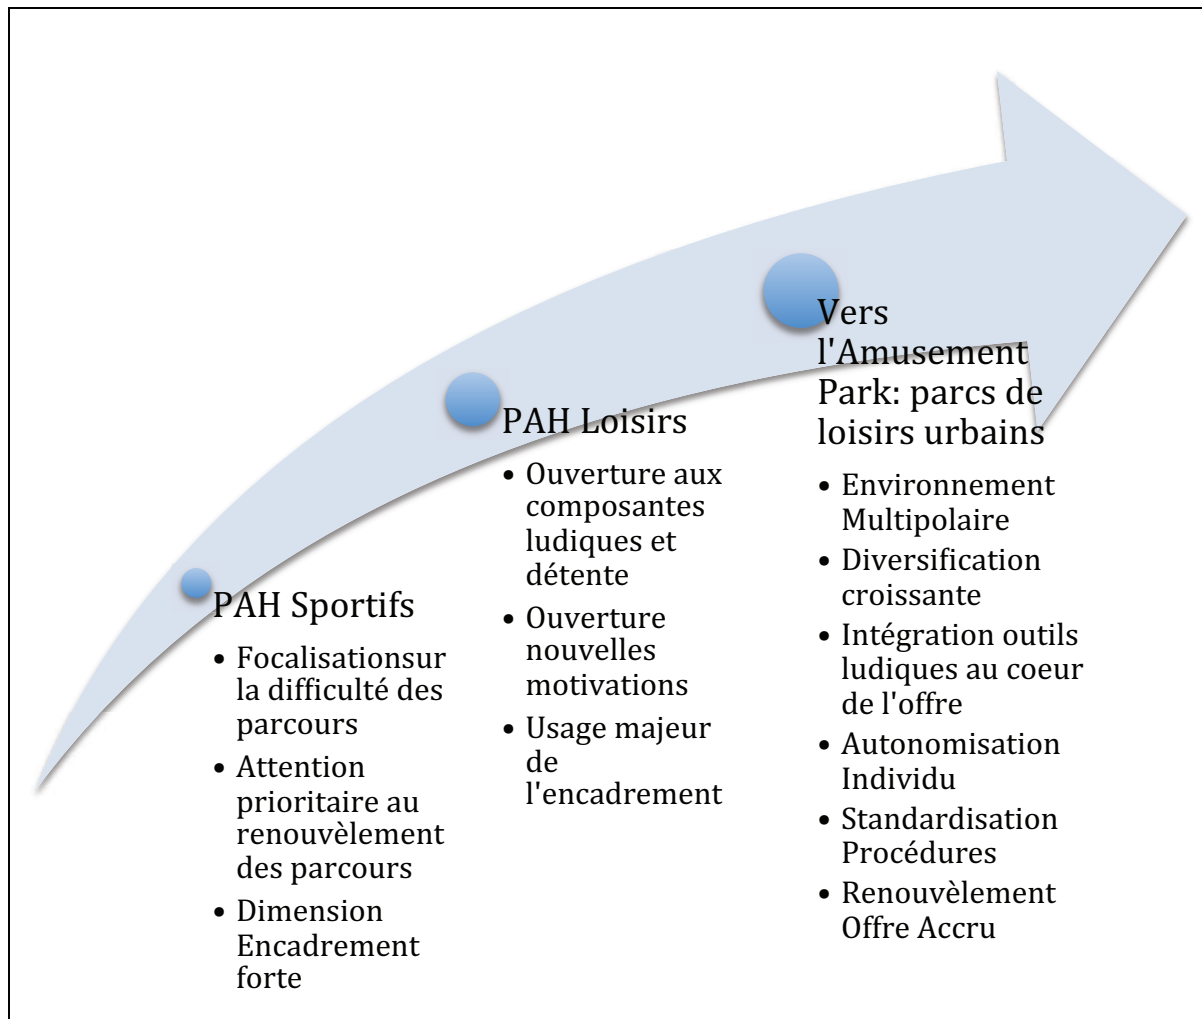 PAH Sportifs
• Focalisationsur
la difficulté des
parcours
• Attention
prioritaire au
renouvèlement
des parcours
• Dimension
Encadrement
forte
PAH Loisirs
• Ouverture aux
composantes
ludiques et
détente
• Ouverture
nouvelles
motivations
• Usage majeur
de
l'encadrement
Vers
l'Amusement
Park: parcs de
loisirs urbains
• Environnement
Multipolaire
• Diversification
croissante
• Intégration outils
ludiques au coeur
de l'offre
• Autonomisation
Individu
• Standardisation
Procédures
• Renouvèlement
Offre Accru